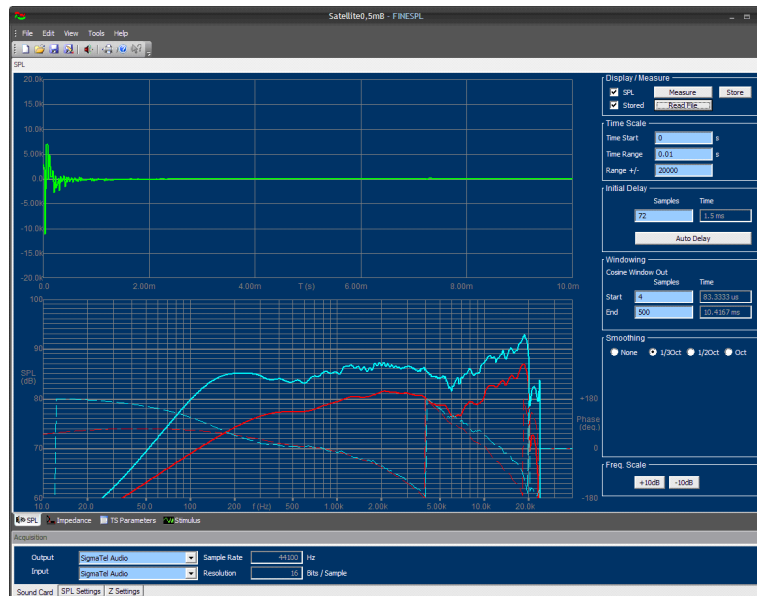 Satellite0,5mB - FINESPL
File Edit View Tools Help
SPL
20.0k
15.0K
10.0K
5.00k
0.0
-5.00k
-10.0k
-15.0k
-20.0k
0.0 2.00m T (s) 4.00m 6.00m 8.00m 10.0m
100
90
SPL
(dB)
80
70
60
+180
Phase
(deg.)
0
-180
10.0 20.0 50.0 100 200 f (Hz) 500 1.00k 2.00k 5.00k 10.0k 20.0k
Display / Measure
SPL Measure Store
Stored Read File
Time Scale
Time Start 0 s
Time Range 0.01 s
Range +/- 20000
Initial Delay
Samples Time
72 1.5 ms
Auto Delay
Windowing
Cosine Window Out
Samples Time
Start 4 83.3333 us
End 500 10.4167 ms
Smoothing
None 1/3Oct 1/2Oct Oct
Freq. Scale
+10dB -10dB
SPL Impedance TS Parameters Stimulus
Acquisition
Output SigmaTel Audio Sample Rate 44100 Hz
Input SigmaTel Audio Resolution 16 Bits / Sample
Sound Card SPL Settings Z Settings